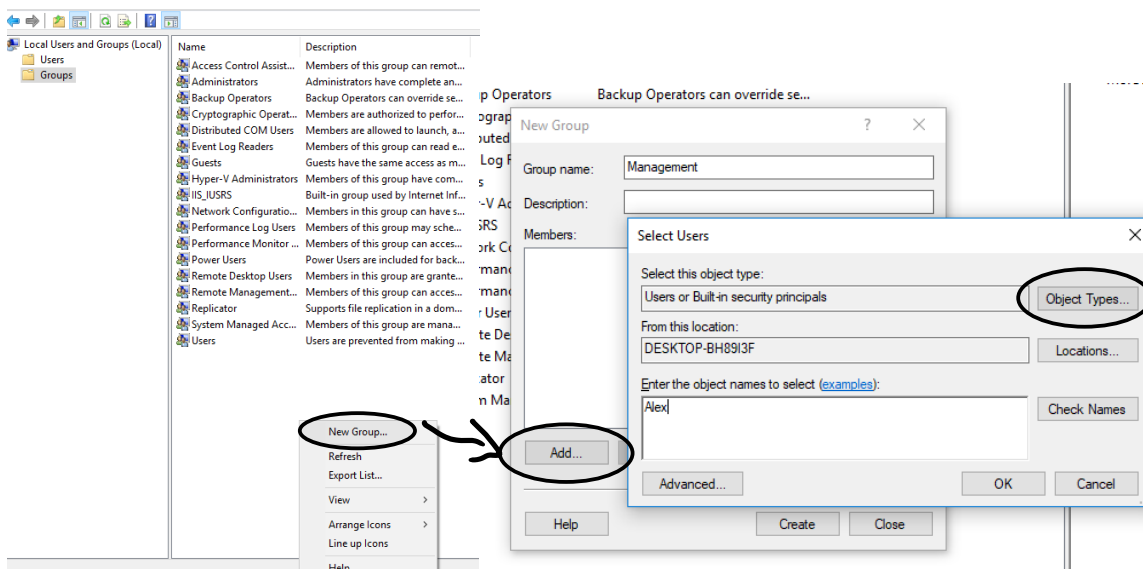 Local Users and Groups (Local)
Users
Groups
Name Description
Access Control Assist... Members of this group can remot...
Administrators Administrators have complete an...
Backup Operators Backup Operators can override se...
Cryptographic Operat... Members are authorized to perfor...
Distributed COM Users Members are allowed to launch, a...
Event Log Readers Members of this group can read e...
Guests Guests have the same access as m...
Hyper-V Administrators Members of this group have com...
IIS_IUSRS Built-in group used by Internet Inf...
Network Configuratio... Members in this group can have s...
Performance Log Users Members of this group may sche...
Performance Monitor ... Members of this group can acces...
Power Users Power Users are included for back...
Remote Desktop Users Members in this group are grante...
Remote Management... Members of this group can acces...
Replicator Supports file replication in a dom...
System Managed Acc... Members of this group are mana...
Users Users are prevented from making ...
New Group...
Refresh
Export List...
View
Arrange Icons
Line up Icons
Help
up Operators Backup Operators can override se...
New Group
Group name: Management
Description:
Members:
Add...
Help Create Close
Select Users
Select this object type:
Users or Built-in security principals Object Types...
From this location:
DESKTOP-BH89I3F Locations...
Enter the object names to select (examples):
Alex Check Names
Advanced... OK Cancel